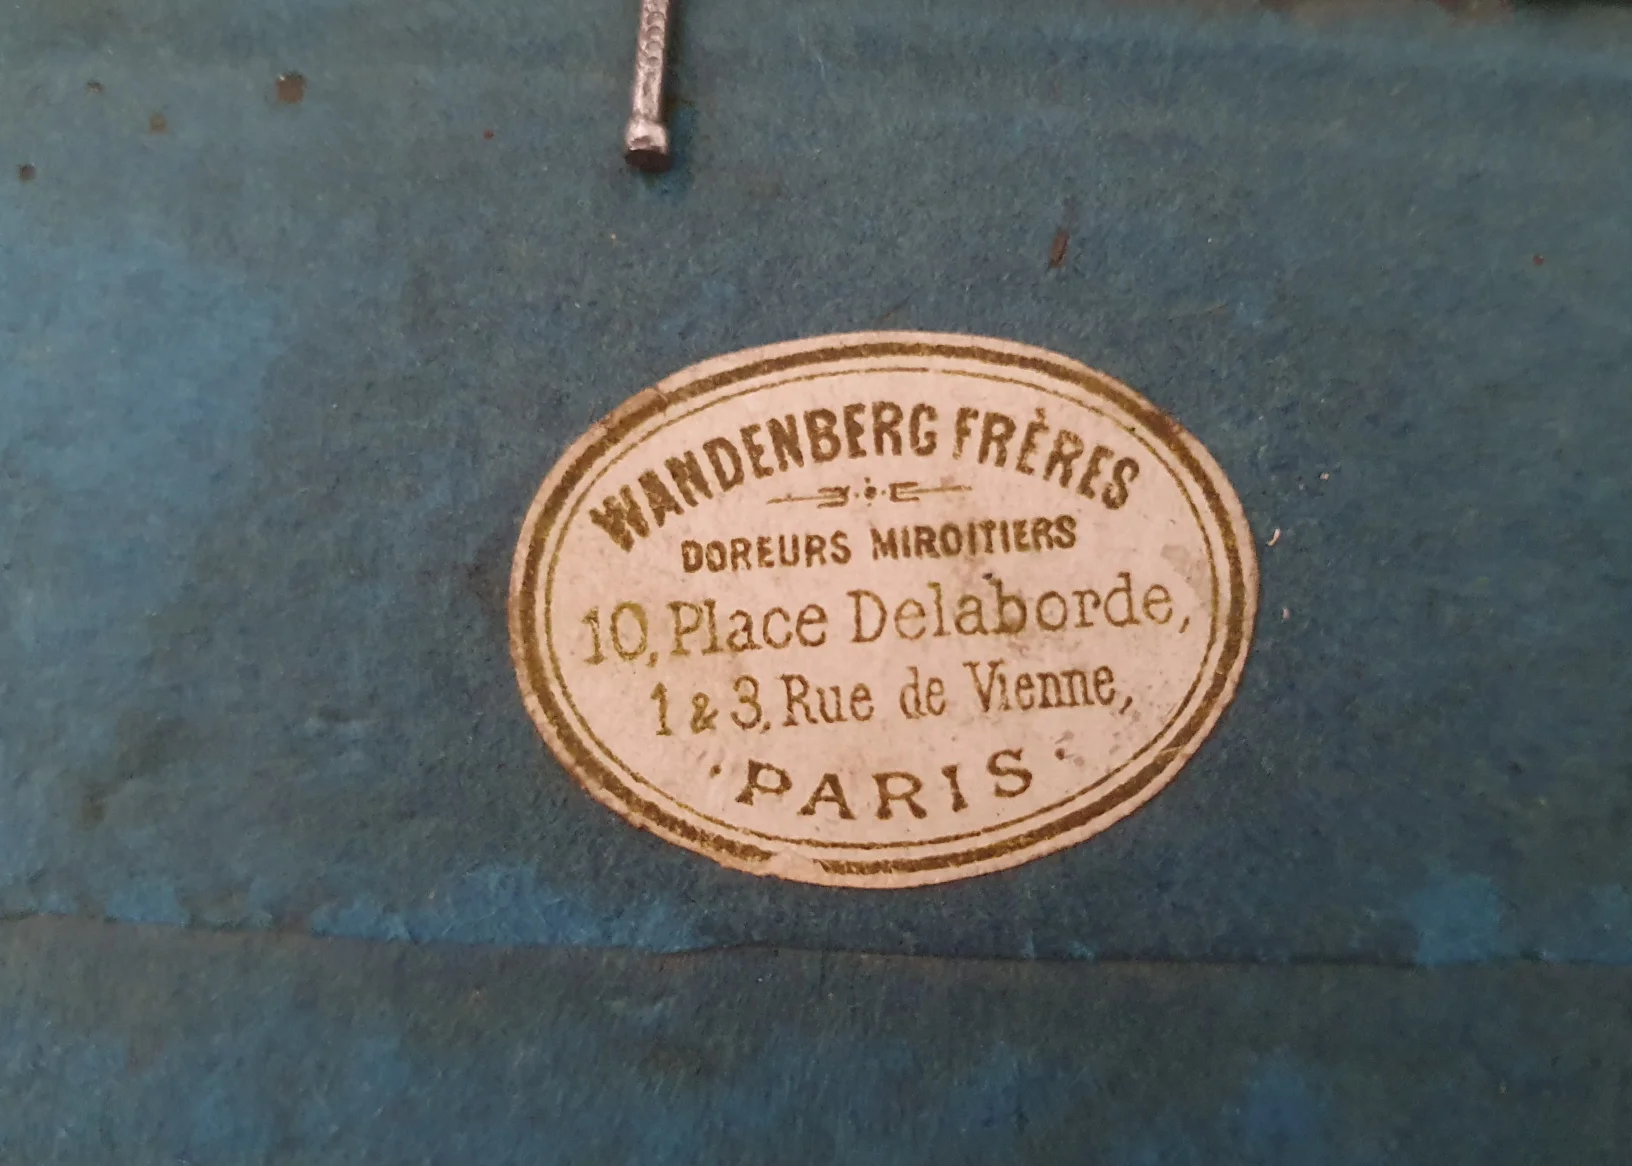 WANDENBERG FRÈRES
DOREURS MIROITIERS
10, Place Delaborde,
1 & 3, Rue de Vienne,
· PARIS ·